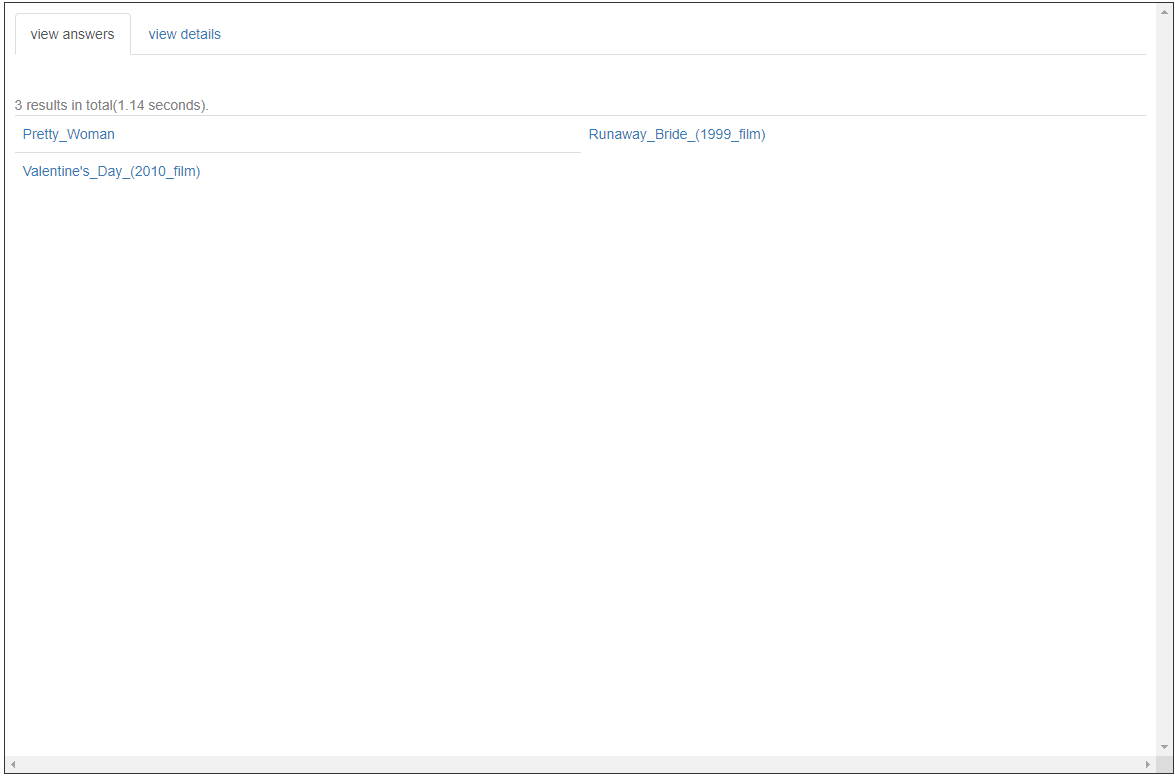 view answers view details
3 results in total(1.14 seconds).
Pretty_Woman Runaway_Bride_(1999_film)
Valentine's_Day_(2010_film)